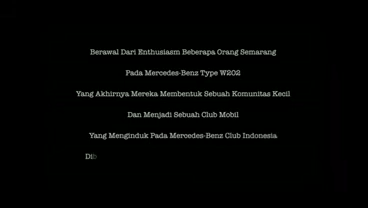 Berawal Dari Enthusiasm Beberapa Orang Semarang
Pada Mercedes-Benz Type W202
Yang Akhirnya Mereka Membentuk Sebuah Komunitas Kecil
Dan Menjadi Sebuah Club Mobil
Yang Menginduk Pada Mercedes-Benz Club Indonesia
Dib